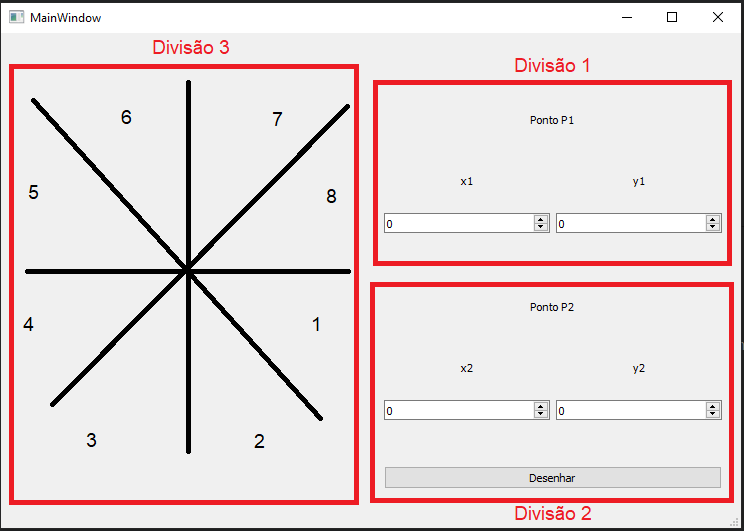 MainWindow
Divisão 3
6
7
5
8
4
1
3
2
Divisão 1
Ponto P1
x1 y1
0 0
Ponto P2
x2 y2
0 0
Desenhar
Divisão 2